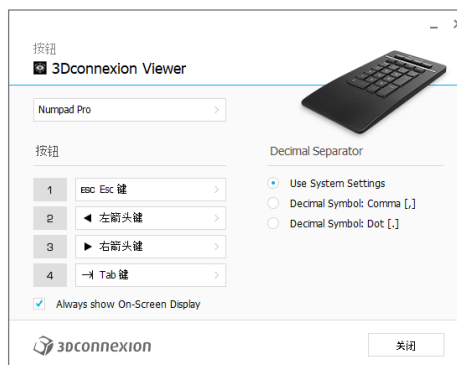 按钮
3Dconnexion Viewer
Numpad Pro
按钮
Decimal Separator
1 ESC Esc 键
2 左箭头键
3 右箭头键
4 Tab 键
Use System Settings
Decimal Symbol: Comma [,]
Decimal Symbol: Dot [.]
Always show On-Screen Display
3Dconnexion
关闭